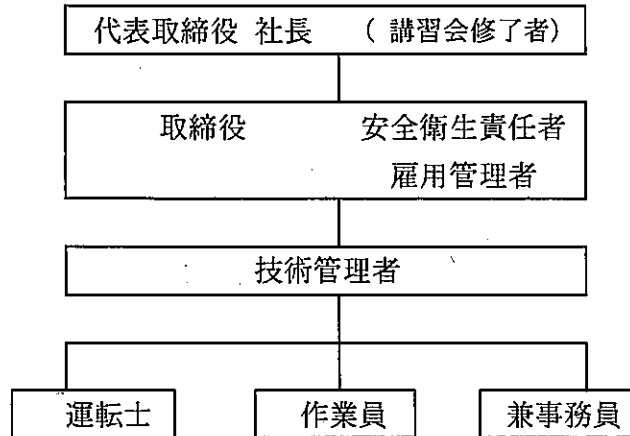 代表取締役 社長 （ 講習会修了者）
取締役 安全衛生責任者
雇用管理者
技術管理者
運転士 作業員 兼事務員